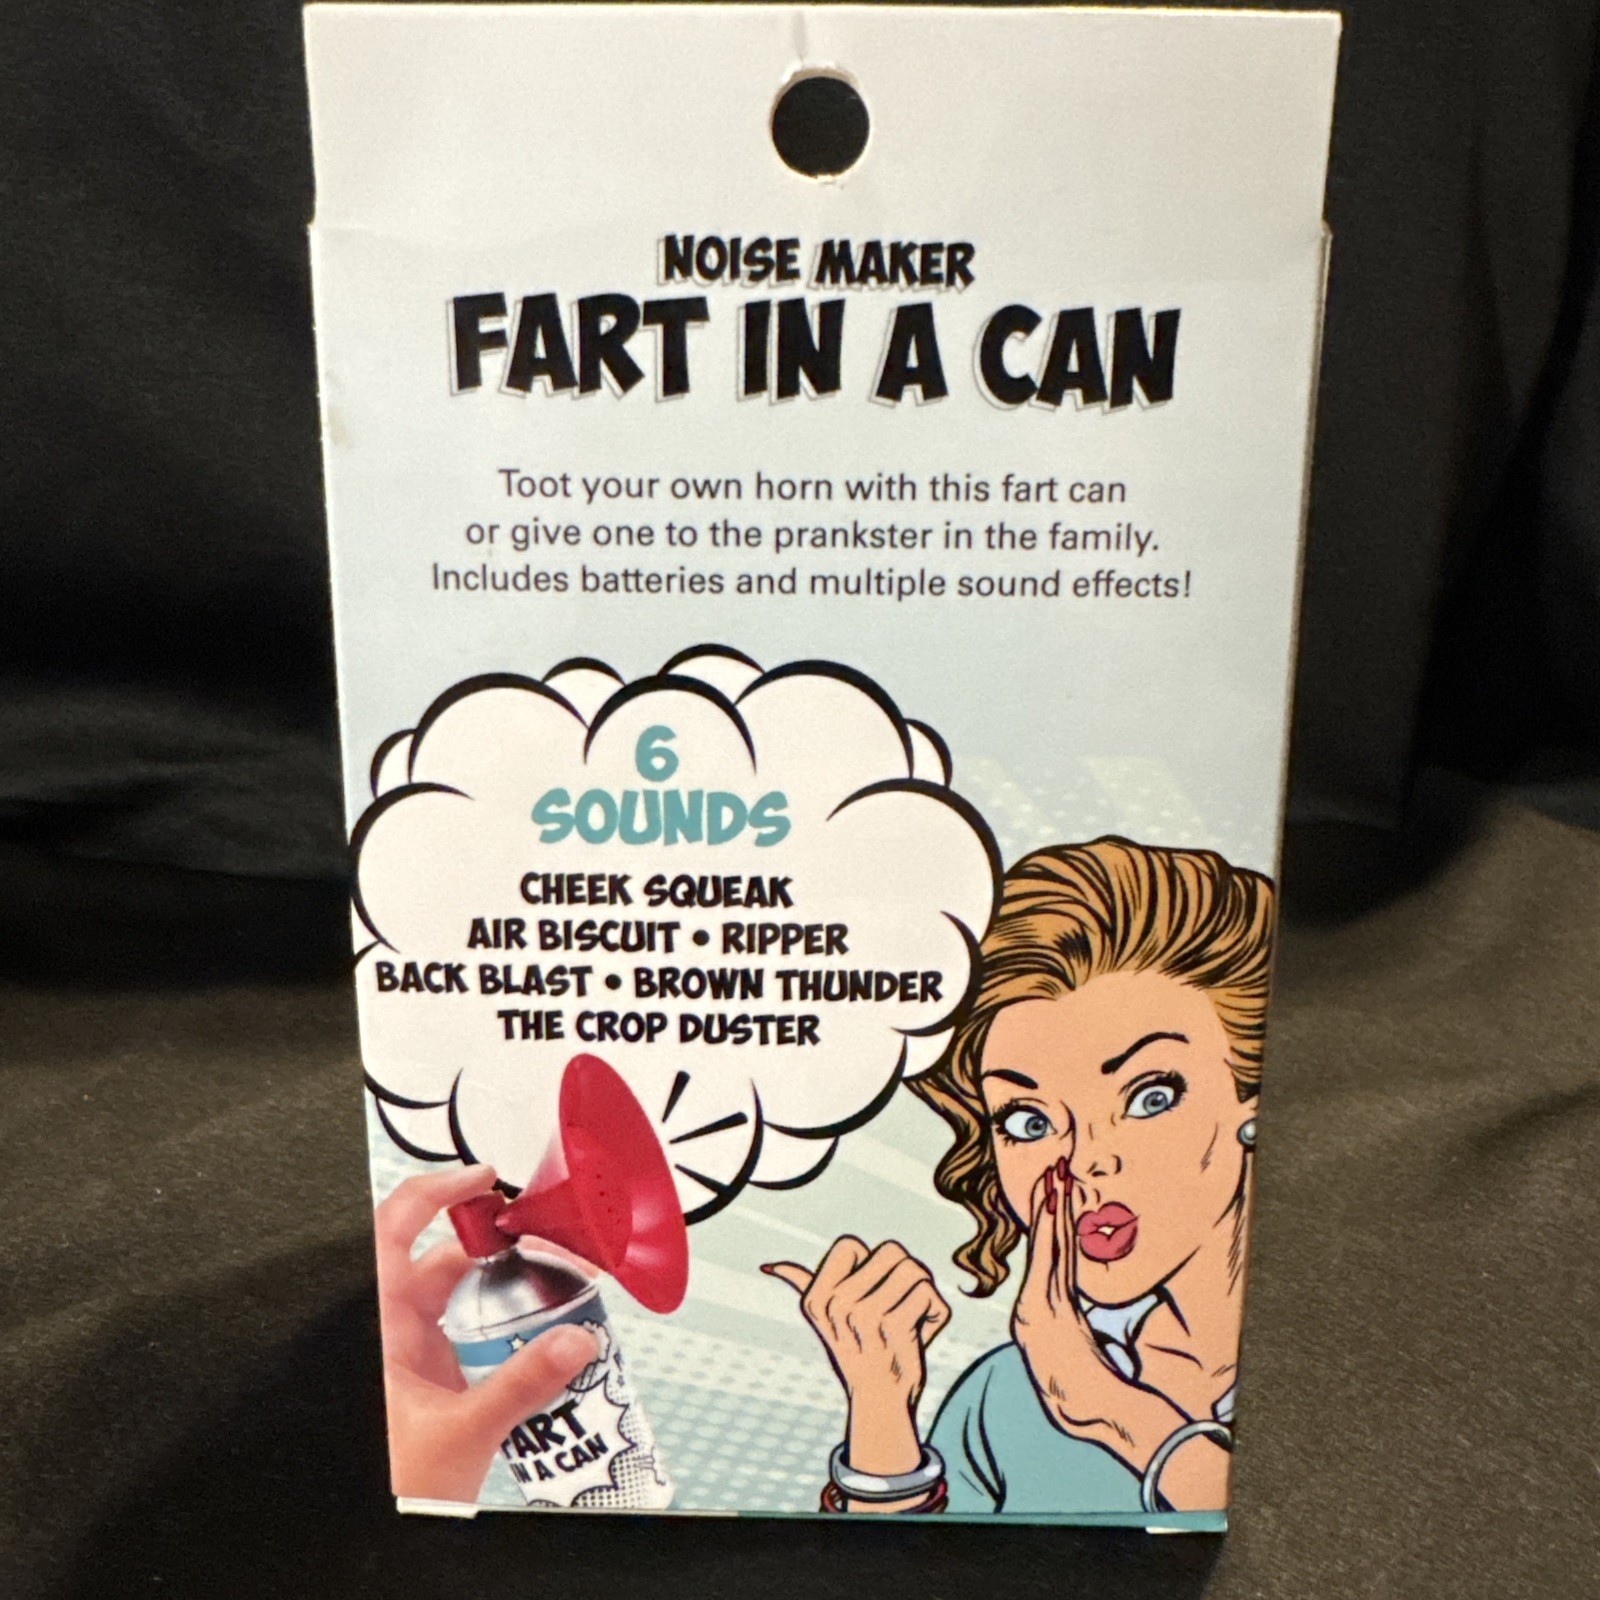 NOISE MAKER
FART IN A CAN
Toot your own horn with this fart can
or give one to the prankster in the family.
Includes batteries and multiple sound effects!
6
SOUNDS
CHEEK SQUEAK
AIR BISCUIT • RIPPER
BACK BLAST • BROWN THUNDER
THE CROP DUSTER
FART
IN A CAN